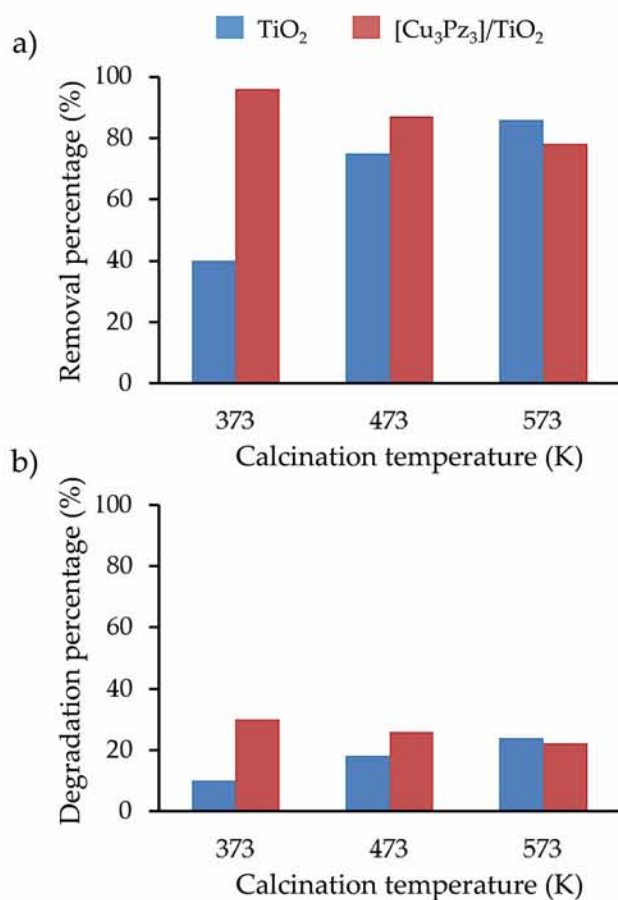 TiO₂ [Cu₃Pz₃]/TiO₂
a)
Removal percentage (%)
100
80
60
40
20
0
373 473 573
Calcination temperature (K)
b)
Degradation percentage (%)
100
80
60
40
20
0
373 473 573
Calcination temperature (K)